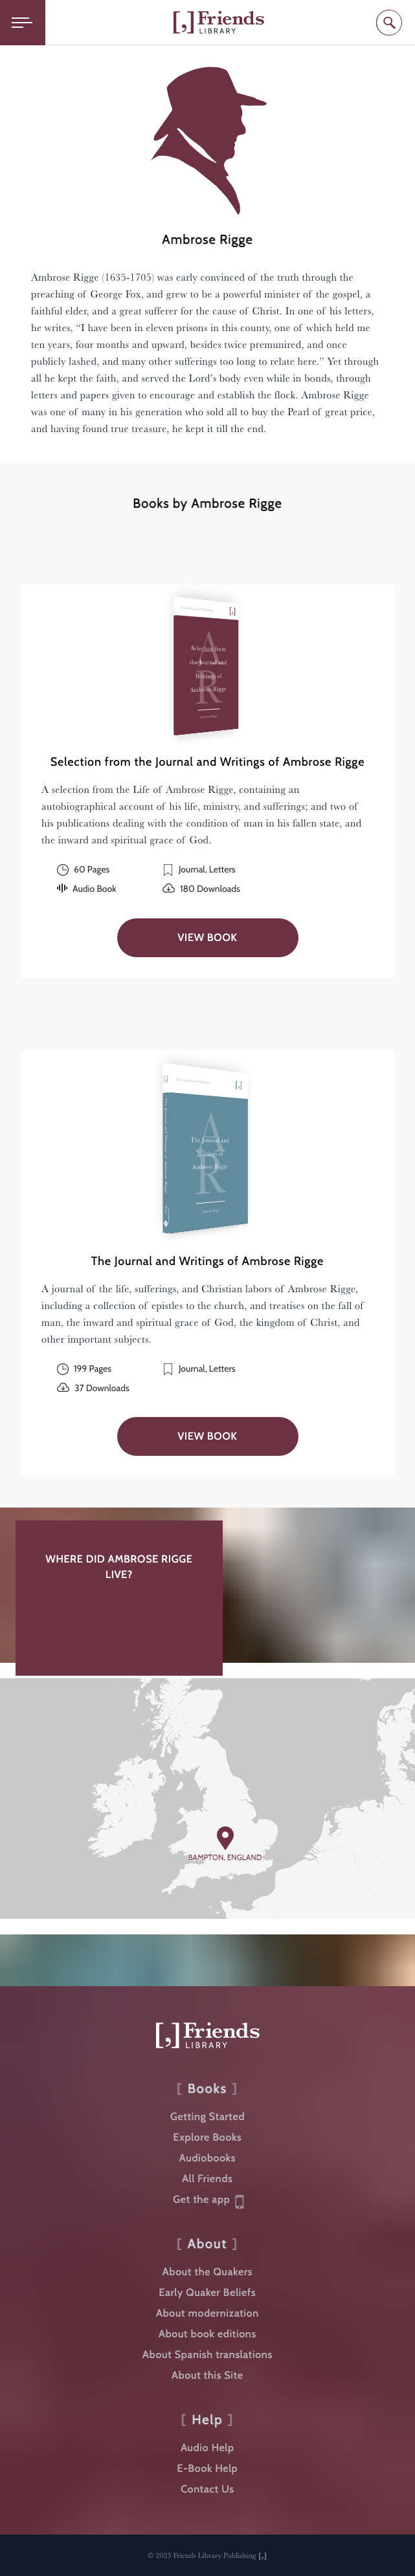 [,] Friends
LIBRARY
Ambrose Rigge
Ambrose Rigge (1635-1705) was early convinced of the truth through the
preaching of George Fox, and grew to be a powerful minister of the gospel, a
faithful elder, and a great sufferer for the cause of Christ. In one of his letters,
he writes, “I have been in eleven prisons in this county, one of which held me
ten years, four months and upward, besides twice premunired, and once
publicly lashed, and many other sufferings too long to relate here.” Yet through
all he kept the faith, and served the Lord’s body even while in bonds, through
letters and papers given to encourage and establish the flock. Ambrose Rigge
was one of many in his generation who sold all to buy the Pearl of great price,
and having found true treasure, he kept it till the end.
Books by Ambrose Rigge
[,]
AR
Selection from
the Journal and
Writings of
Ambrose Rigge
Selection from the Journal and Writings of Ambrose Rigge
A selection from the Life of Ambrose Rigge, containing an
autobiographical account of his life, ministry, and sufferings; and two of
his publications dealing with the condition of man in his fallen state, and
the inward and spiritual grace of God.
60 Pages
Journal, Letters
Audio Book
180 Downloads
VIEW BOOK
[,]
AR
The Journal and
Writings of
Ambrose Rigge
The Journal and Writings of Ambrose Rigge
A journal of the life, sufferings, and Christian labors of Ambrose Rigge,
including a collection of epistles to the church, and treatises on the fall of
man, the inward and spiritual grace of God, the kingdom of Christ, and
other important subjects.
199 Pages
Journal, Letters
37 Downloads
VIEW BOOK
WHERE DID AMBROSE RIGGE
LIVE?
BAMPTON, ENGLAND
[,] Friends
LIBRARY
[ Books ]
Getting Started
Explore Books
Audiobooks
All Friends
Get the app
[ About ]
About the Quakers
Early Quaker Beliefs
About modernization
About book editions
About Spanish translations
About this Site
[ Help ]
Audio Help
E-Book Help
Contact Us
© 2023 Friends Library Publishing [,]